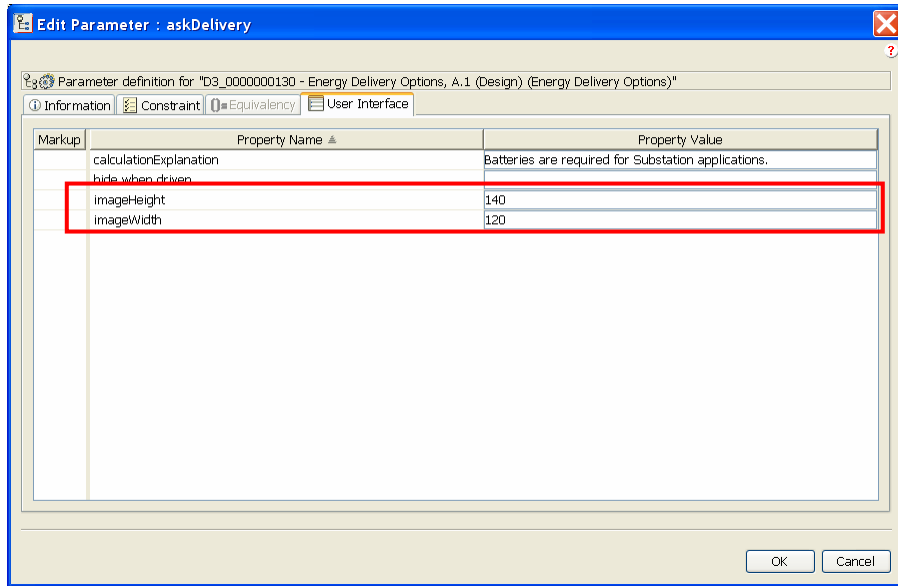 Edit Parameter : askDelivery
?
Parameter definition for "D3_0000000130 - Energy Delivery Options, A.1 (Design) (Energy Delivery Options)"
Information Constraint Equivalency User Interface
Markup Property Name Property Value
calculationExplanation Batteries are required for Substation applications.
hide when driven
imageHeight 140
imageWidth 120
OK Cancel